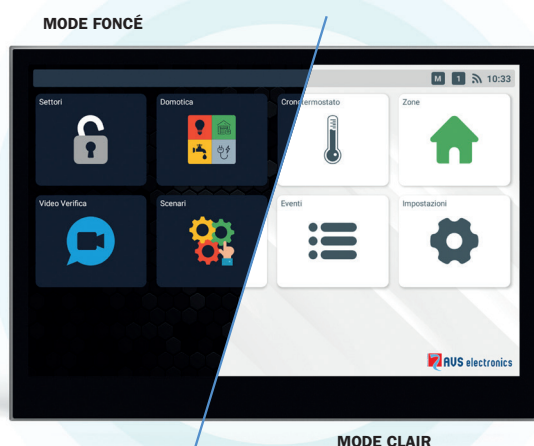 MODE FONCÉ
M 1 10:33
Settori
Domotica
Cronotermostato
Zone
Video Verifica
Scenari
Eventi
Impostazioni
AVS electronics
MODE CLAIR